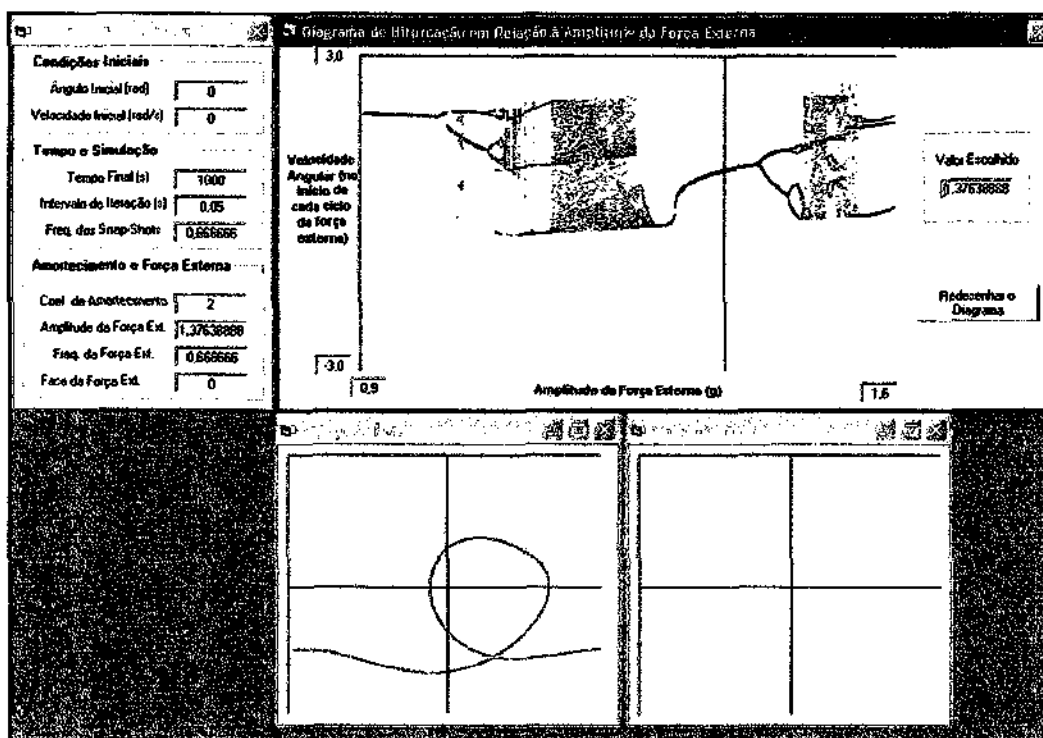 Diagrama de Bifurcação em Relação à Amplitude da Força Externa
Condições Iniciais
Ângulo Inicial (rad) 0
Velocidade Inicial (rad/s) 0
Tempo e Simulação
Tempo Final (s) 1000
Intervalo de Iteração (s) 0,05
Freq. dos Snap-Shots 0,666666
Amortecimento e Força Externa
Coef. de Amortecimento 2
Amplitude da Força Ext. 1,37638888
Freq. da Força Ext. 0,666666
Fase da Força Ext. 0
3,0
Velocidade
Angular (no
início de
cada ciclo
da força
externa)
-3,0
0,9
Amplitude da Força Externa (g)
1,6
Valor Escolhido
1,37638888
Redesenhar o
Diagrama